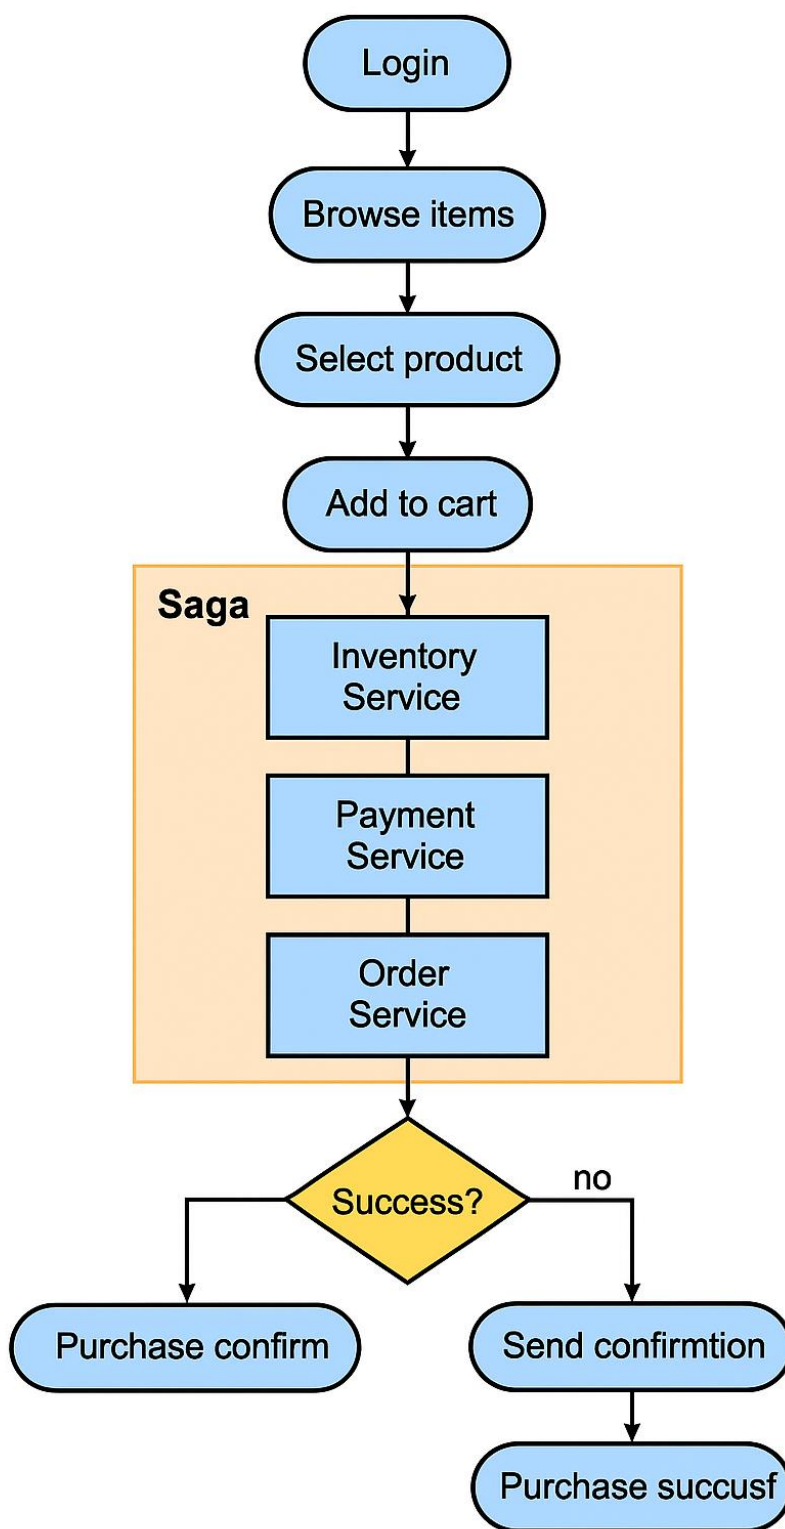 Login
Browse items
Select product
Add to cart
Saga
Inventory
Service
Payment
Service
Order
Service
Success?
no
Purchase confirm
Send confirmtion
Purchase succusf